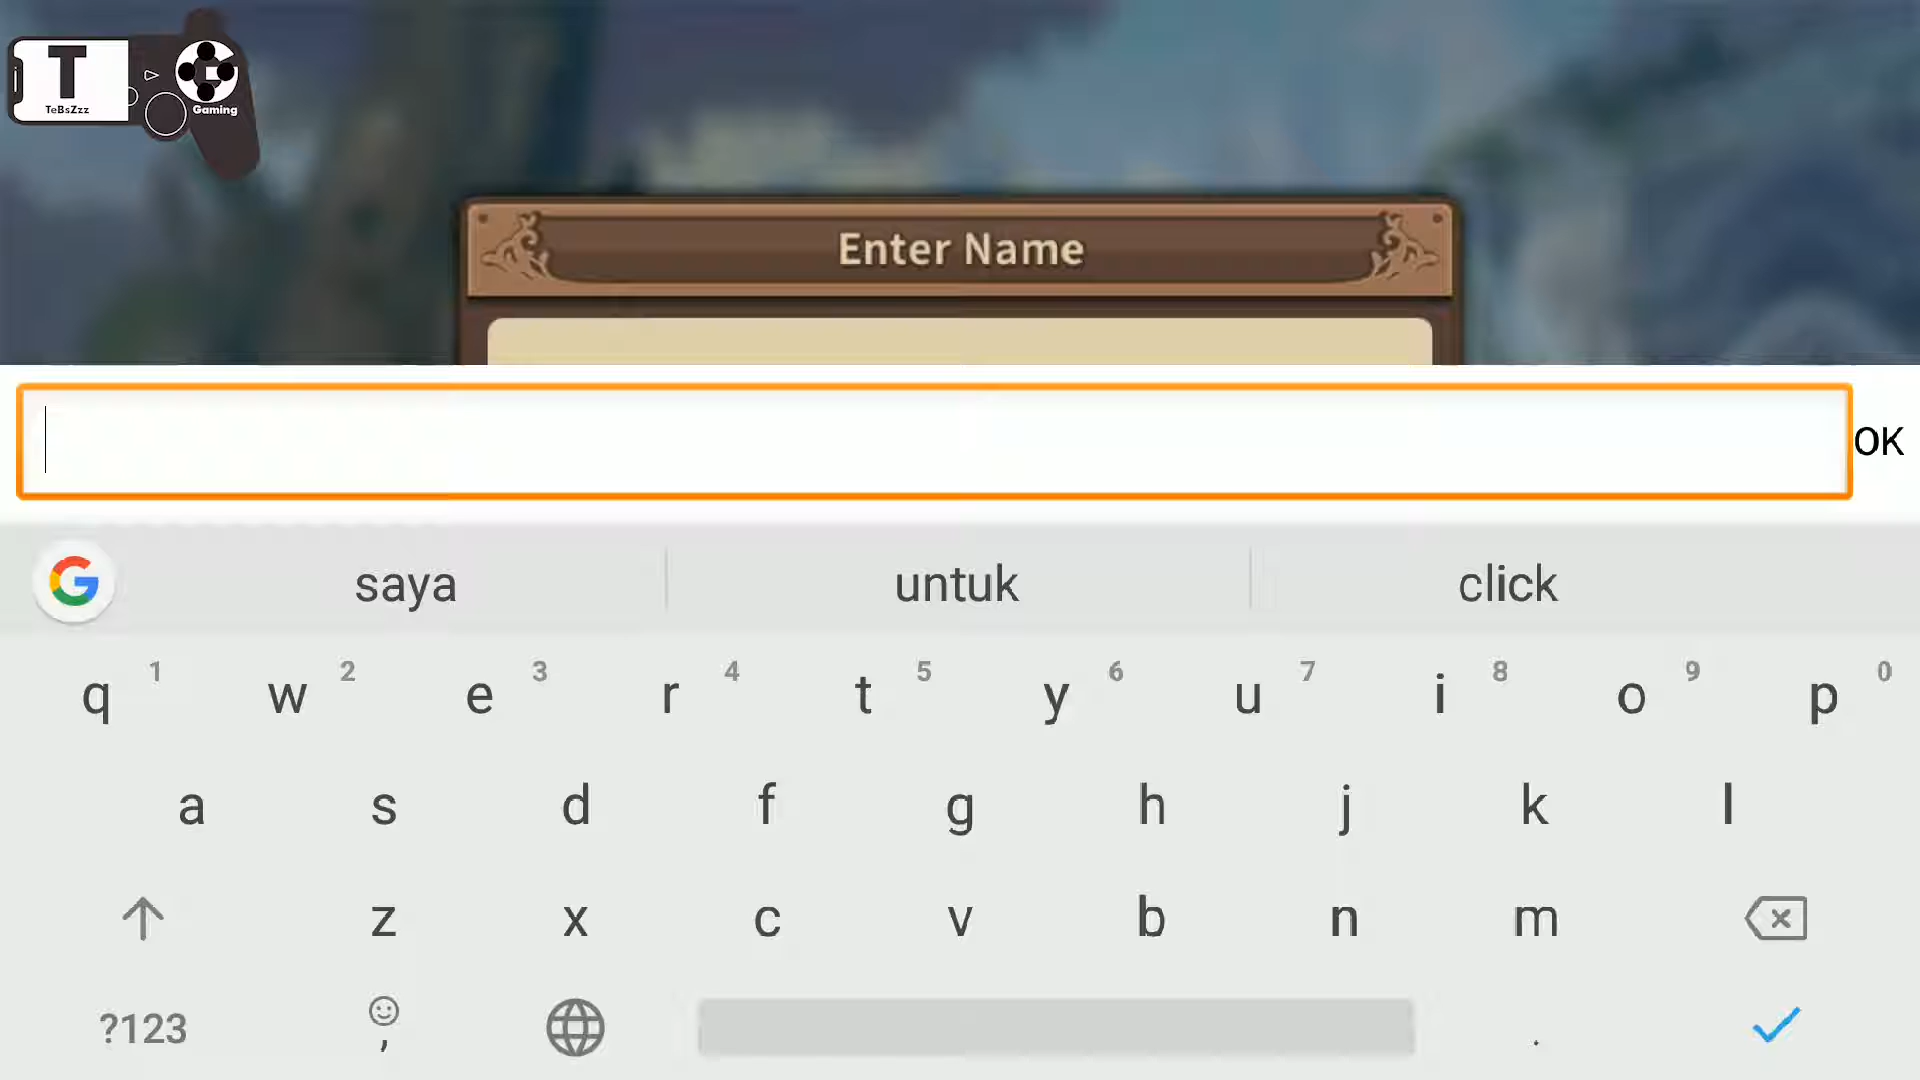 T
TeBsZzz
Gaming
Enter Name
OK
G
saya untuk click
q 1 w 2 e 3 r 4 t 5 y 6 u 7 i 8 o 9 p 0
a s d f g h j k l
z x c v b n m
?123 , .